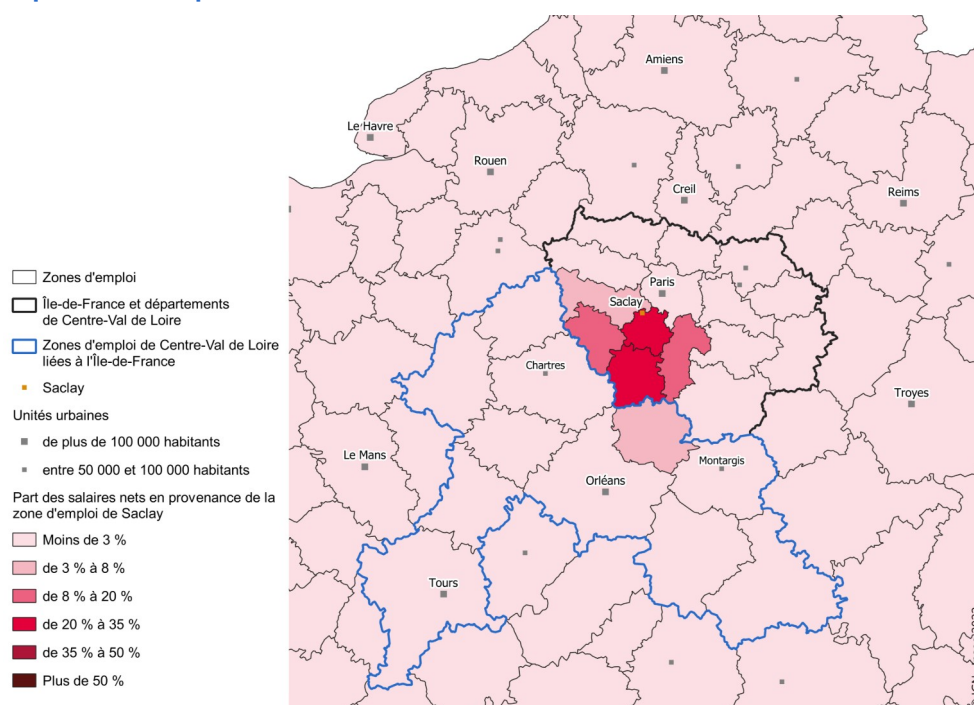 Amiens
Le Havre
Rouen
Creil
Reims
Paris
Saclay
Chartres
Troyes
Le Mans
Montargis
Orléans
Tours
Zones d'emploi
Île-de-France et départements
de Centre-Val de Loire
Zones d'emploi de Centre-Val de Loire
liées à l'Île-de-France
Saclay
Unités urbaines
de plus de 100 000 habitants
entre 50 000 et 100 000 habitants
Part des salaires nets en provenance de la
zone d'emploi de Saclay
Moins de 3 %
de 3 % à 8 %
de 8 % à 20 %
de 20 % à 35 %
de 35 % à 50 %
Plus de 50 %